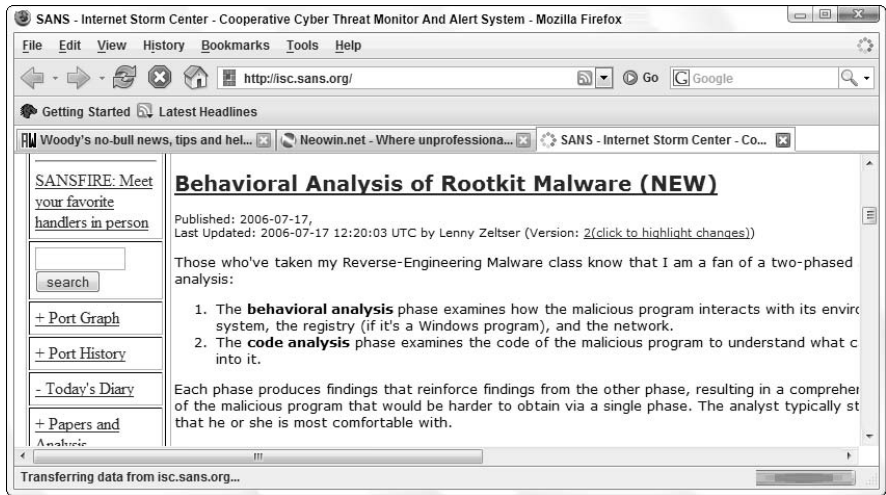 SANS - Internet Storm Center - Cooperative Cyber Threat Monitor And Alert System - Mozilla Firefox
File Edit View History Bookmarks Tools Help
http://isc.sans.org/ Go G Google
Getting Started Latest Headlines
Woody's no-bull news, tips and hel... Neowin.net - Where unprofessiona... SANS - Internet Storm Center - Co...
SANSFIRE: Meet
your favorite
handlers in person
search
+ Port Graph
+ Port History
- Today's Diary
+ Papers and
Analysis
Behavioral Analysis of Rootkit Malware (NEW)
Published: 2006-07-17,
Last Updated: 2006-07-17 12:20:03 UTC by Lenny Zeltser (Version: 2(click to highlight changes))
Those who've taken my Reverse-Engineering Malware class know that I am a fan of a two-phased
analysis:
1. The behavioral analysis phase examines how the malicious program interacts with its enviro
system, the registry (if it's a Windows program), and the network.
2. The code analysis phase examines the code of the malicious program to understand what c
into it.
Each phase produces findings that reinforce findings from the other phase, resulting in a comprehen
of the malicious program that would be harder to obtain via a single phase. The analyst typically st
that he or she is most comfortable with.
Transferring data from isc.sans.org...